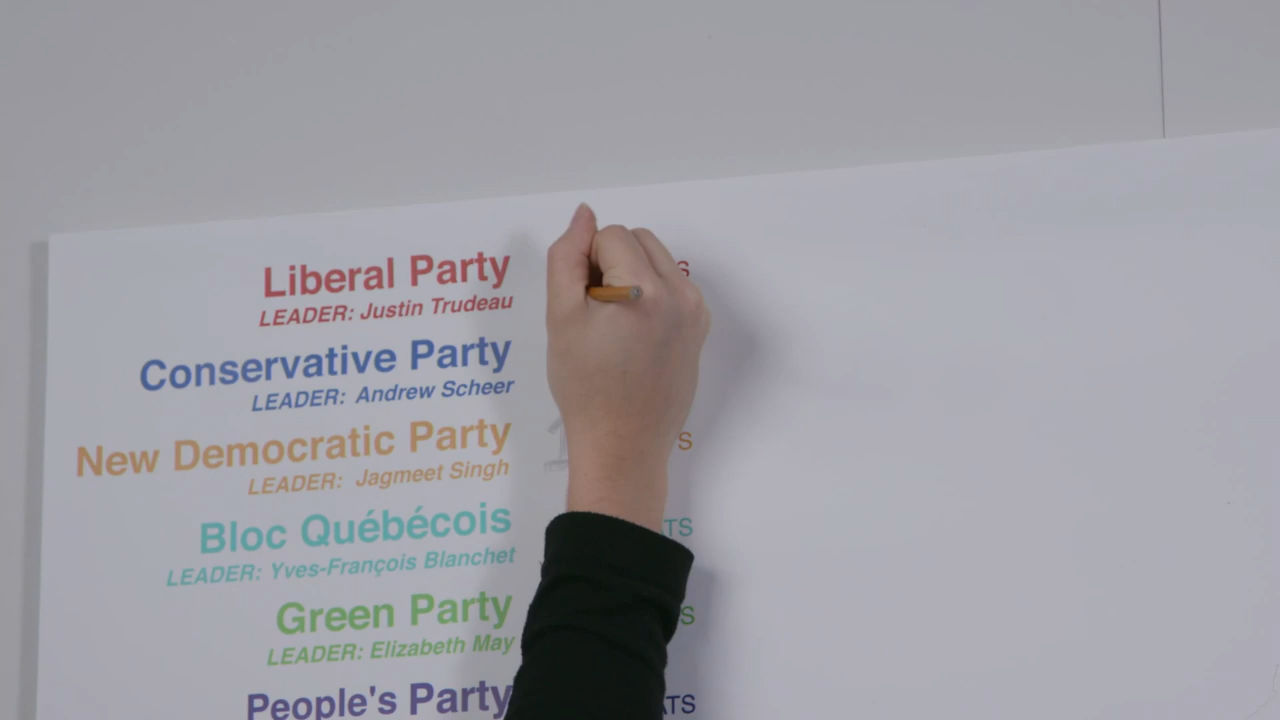 Liberal Party
LEADER: Justin Trudeau
Conservative Party
LEADER: Andrew Scheer
New Democratic Party
LEADER: Jagmeet Singh
Bloc Québécois
LEADER: Yves-François Blanchet
Green Party
LEADER: Elizabeth May
People's Party